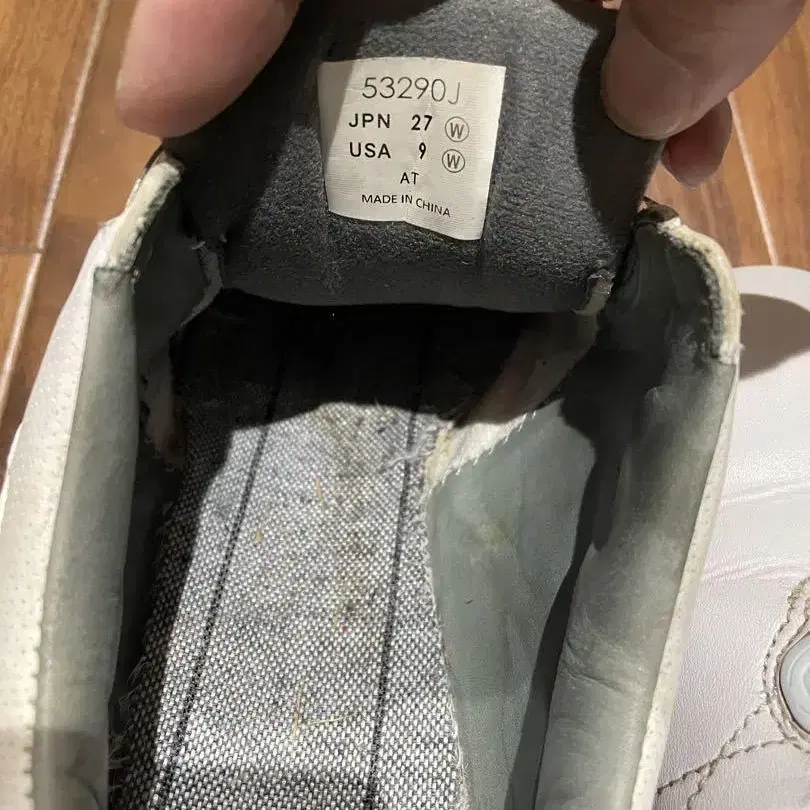 53290J
JPN 27 Ⓦ
USA 9 Ⓦ
AT
MADE IN CHINA